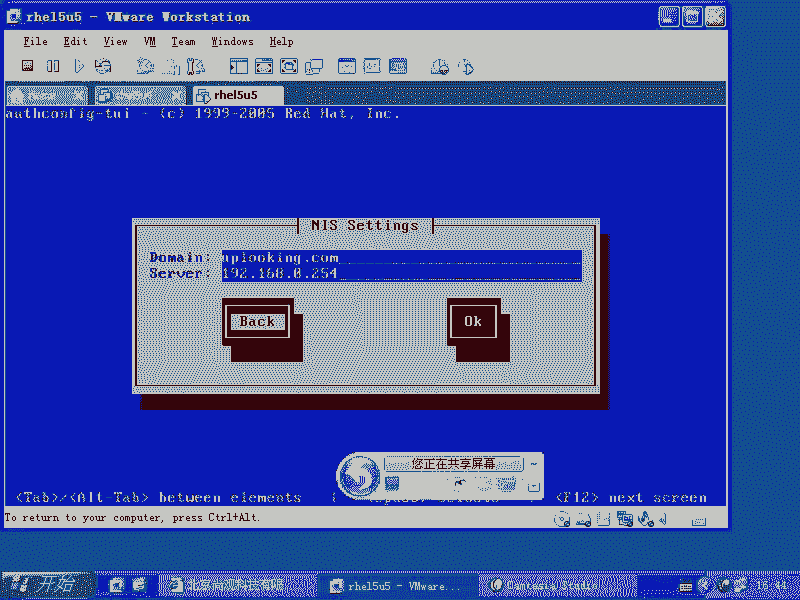 rhel5u5 - VMware Workstation
File Edit View VM Team Windows Help
rhel5u5
authconfig-tui - (c) 1999-2005 Red Hat, Inc.
NIS Settings
Domain: uplooking.com
Server: 192.168.0.254
Back Ok
您正在共享屏幕
<Tab>/<Alt-Tab> between elements
<F12> next screen
To return to your computer, press Ctrl+Alt.
开始 rhel5u5 - VMware... Camtasia Studio